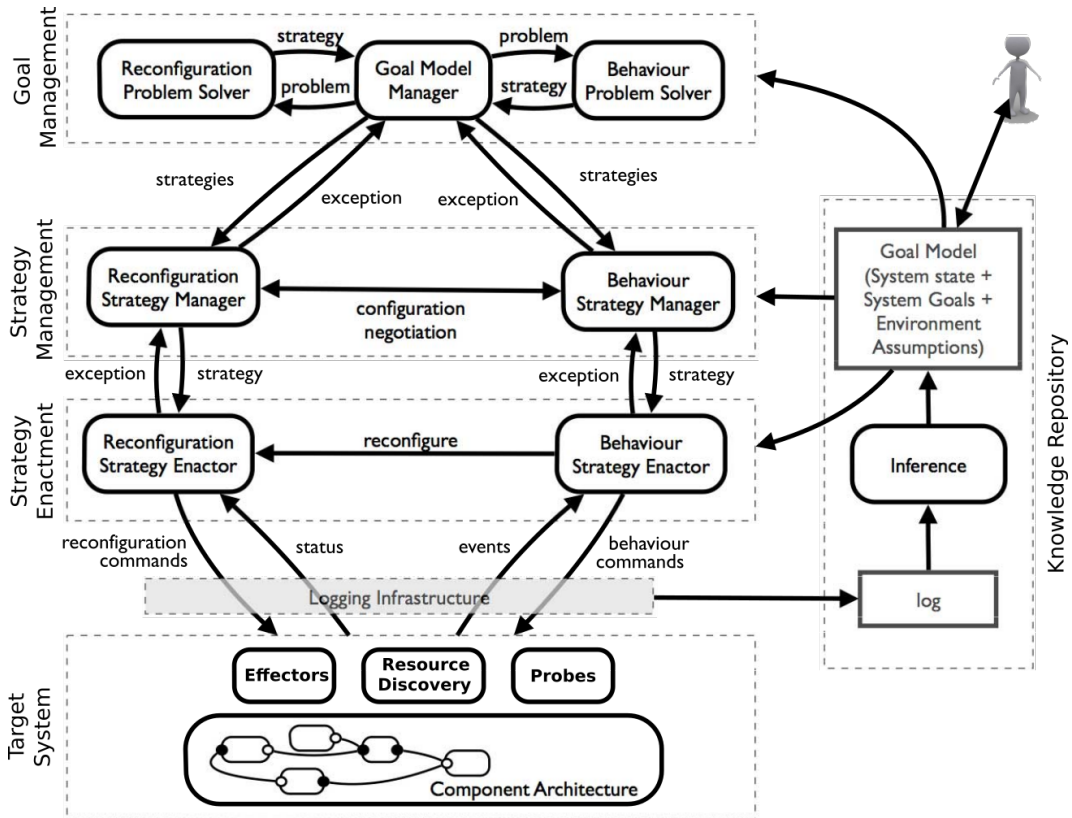 Goal
Management
Reconfiguration
Problem Solver
strategy
problem
Goal Model
Manager
problem
strategy
Behaviour
Problem Solver
strategies
exception
exception
strategies
Strategy
Management
Reconfiguration
Strategy Manager
configuration
negotiation
Behaviour
Strategy Manager
exception
strategy
exception
strategy
Strategy
Enactment
Reconfiguration
Strategy Enactor
reconfigure
Behaviour
Strategy Enactor
reconfiguration
commands
status
events
behaviour
commands
Logging Infrastructure
Target
System
Effectors
Resource
Discovery
Probes
Component Architecture
Knowledge Repository
Goal Model
(System state +
System Goals +
Environment
Assumptions)
Inference
log